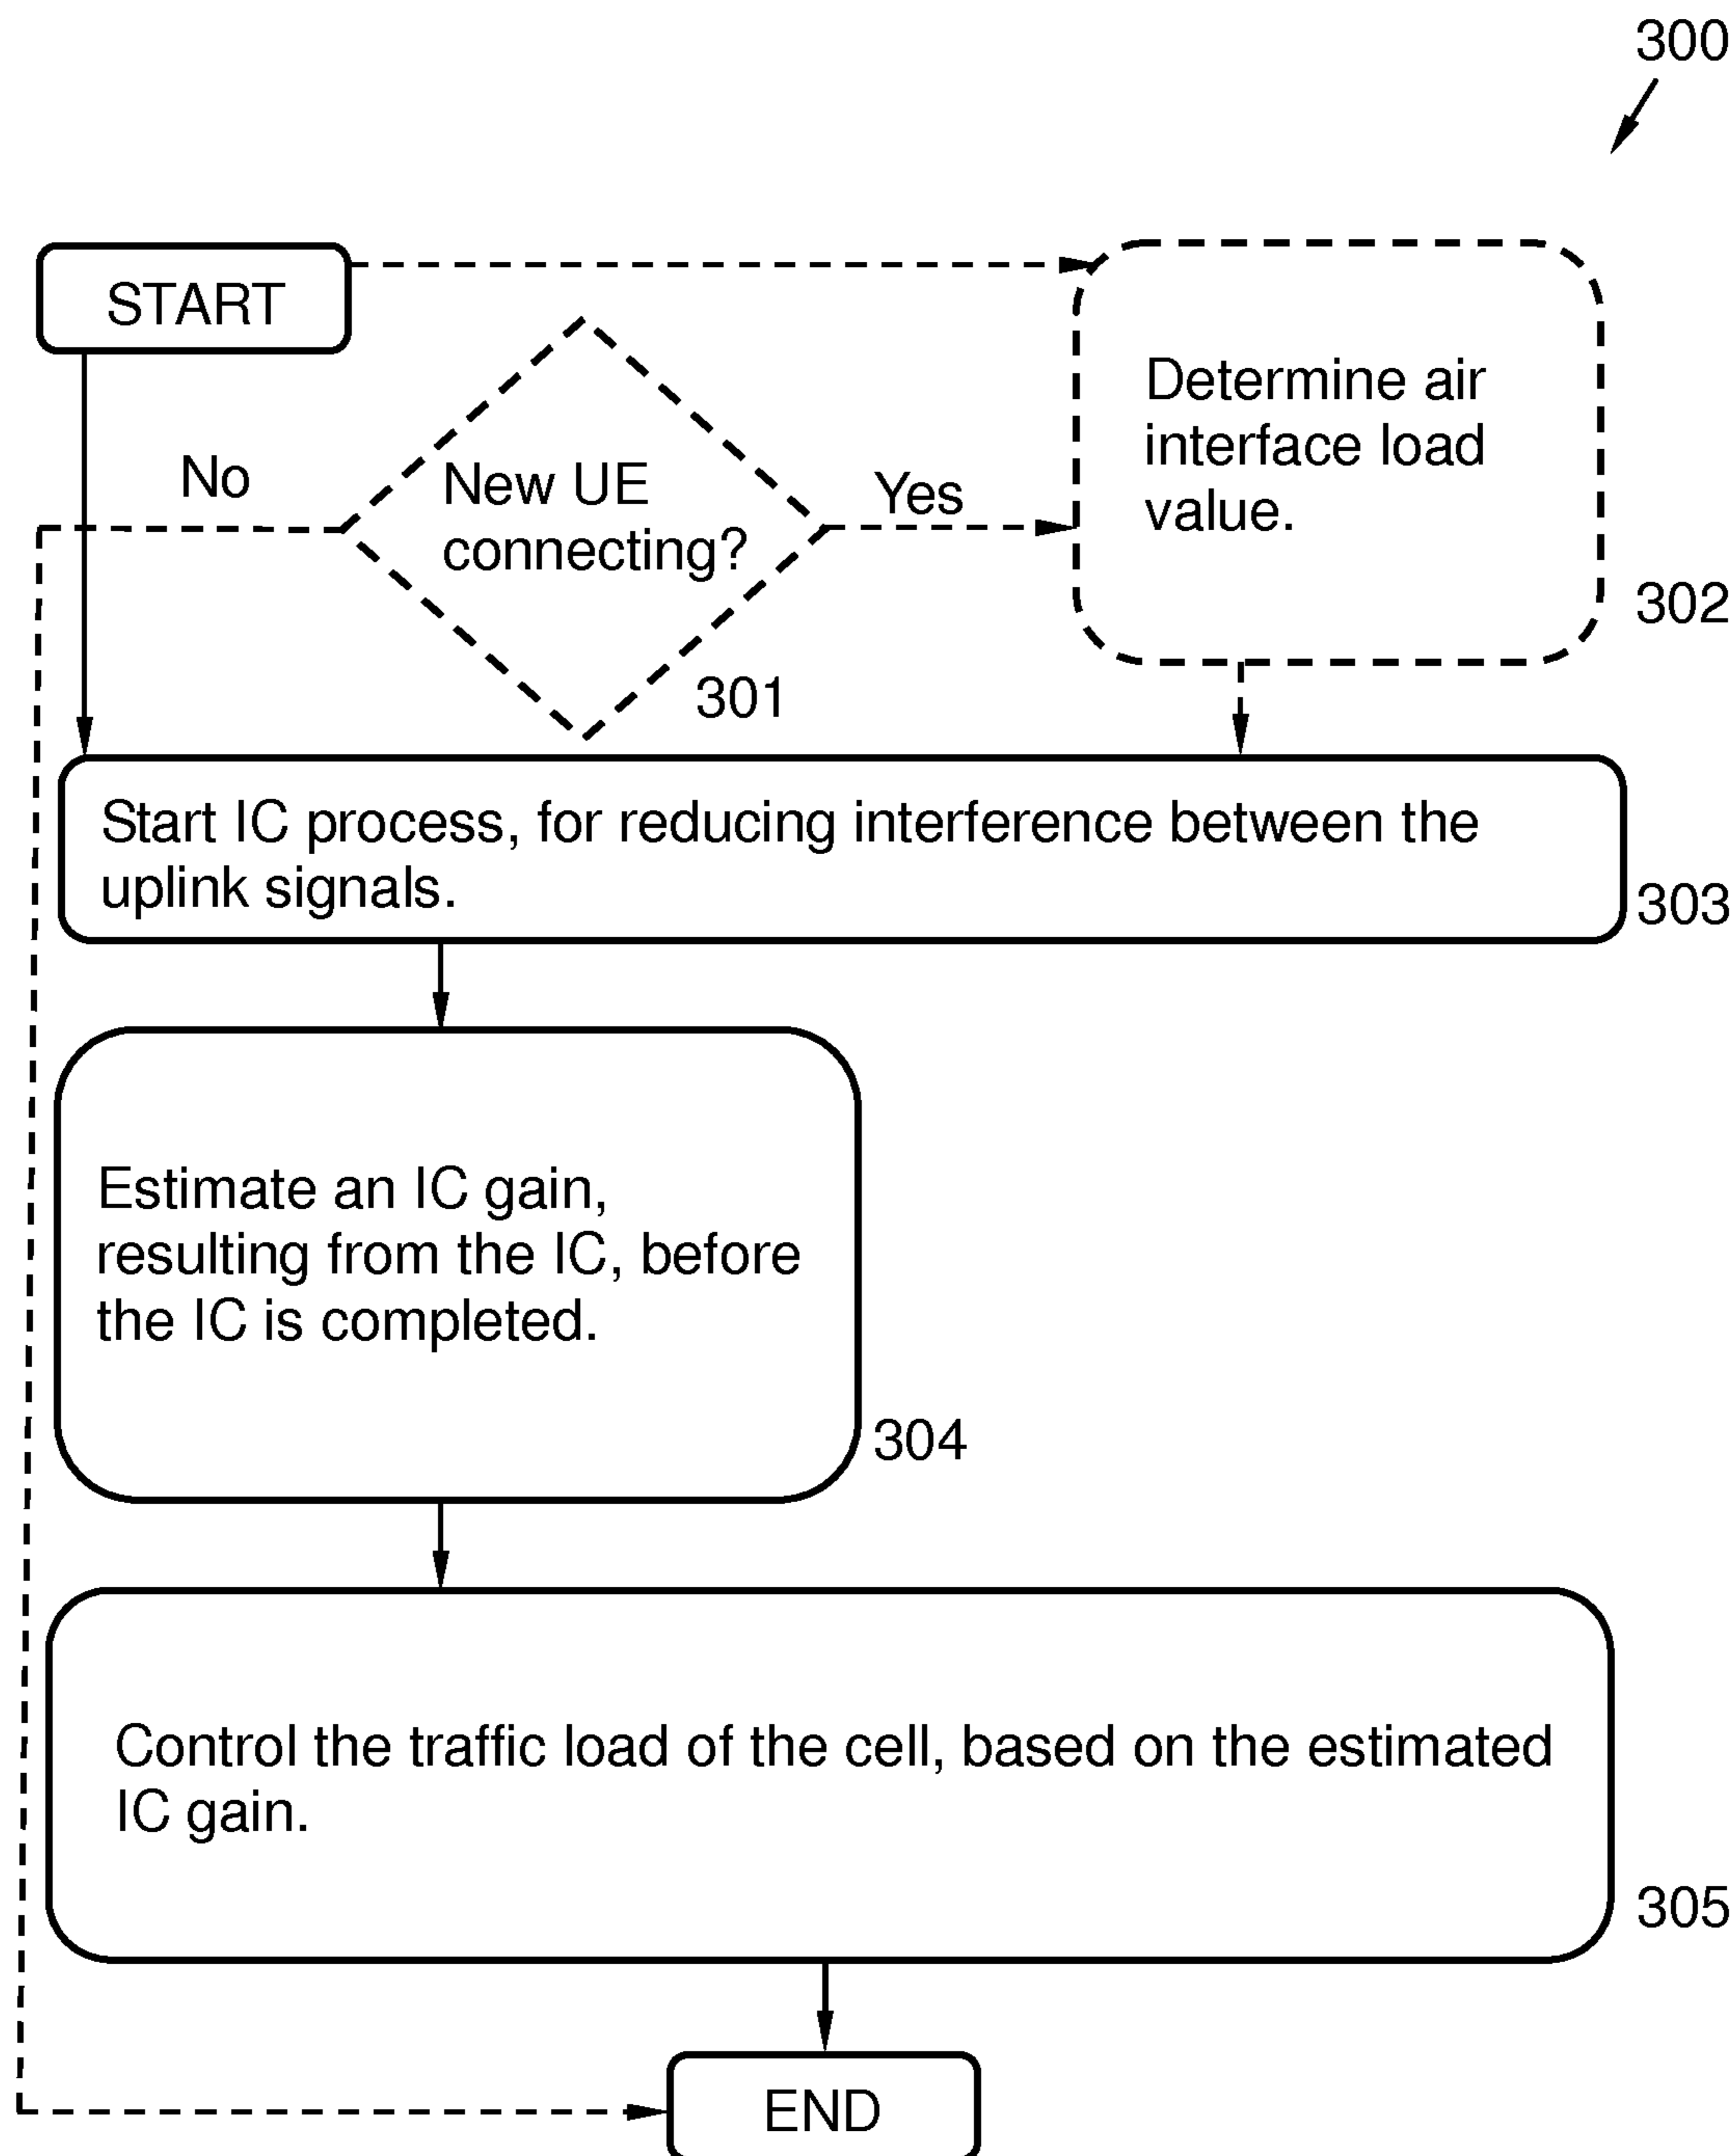 300
START
Determine air
interface load
value.
No
New UE
connecting?
Yes
302
301
Start IC process, for reducing interference between the
uplink signals.
303
Estimate an IC gain,
resulting from the IC, before
the IC is completed.
304
Control the traffic load of the cell, based on the estimated
IC gain.
305
END